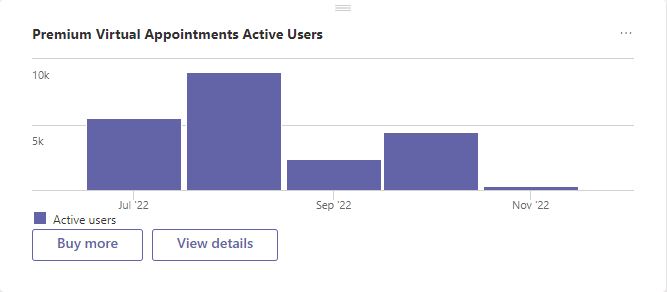 Premium Virtual Appointments Active Users
...
10k
5k
Jul '22
Sep '22
Nov '22
Active users
Buy more
View details